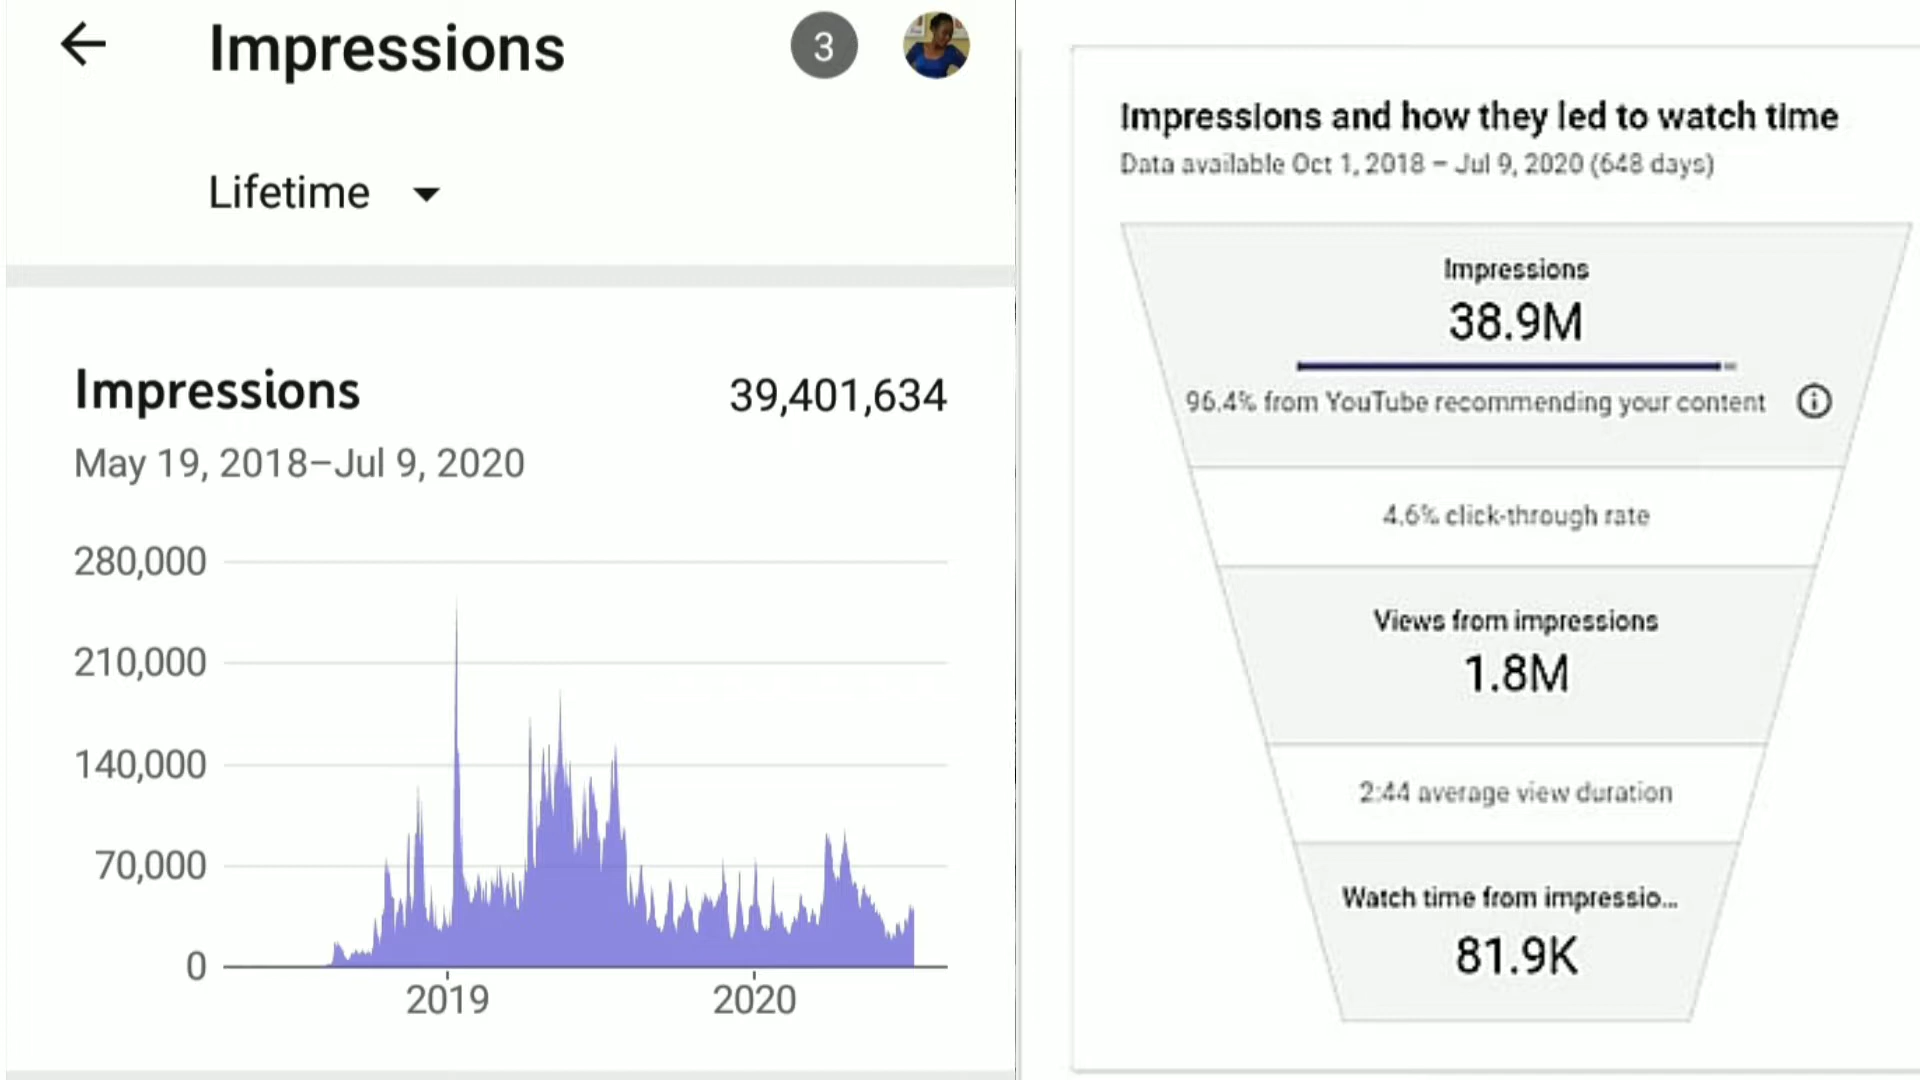 Impressions
3
Lifetime
Impressions
39,401,634
May 19, 2018–Jul 9, 2020
280,000
210,000
140,000
70,000
0
2019
2020
Impressions and how they led to watch time
Data available Oct 1, 2018 – Jul 9, 2020 (648 days)
Impressions
38.9M
96.4% from YouTube recommending your content
4.6% click-through rate
Views from impressions
1.8M
2:44 average view duration
Watch time from impressio...
81.9K